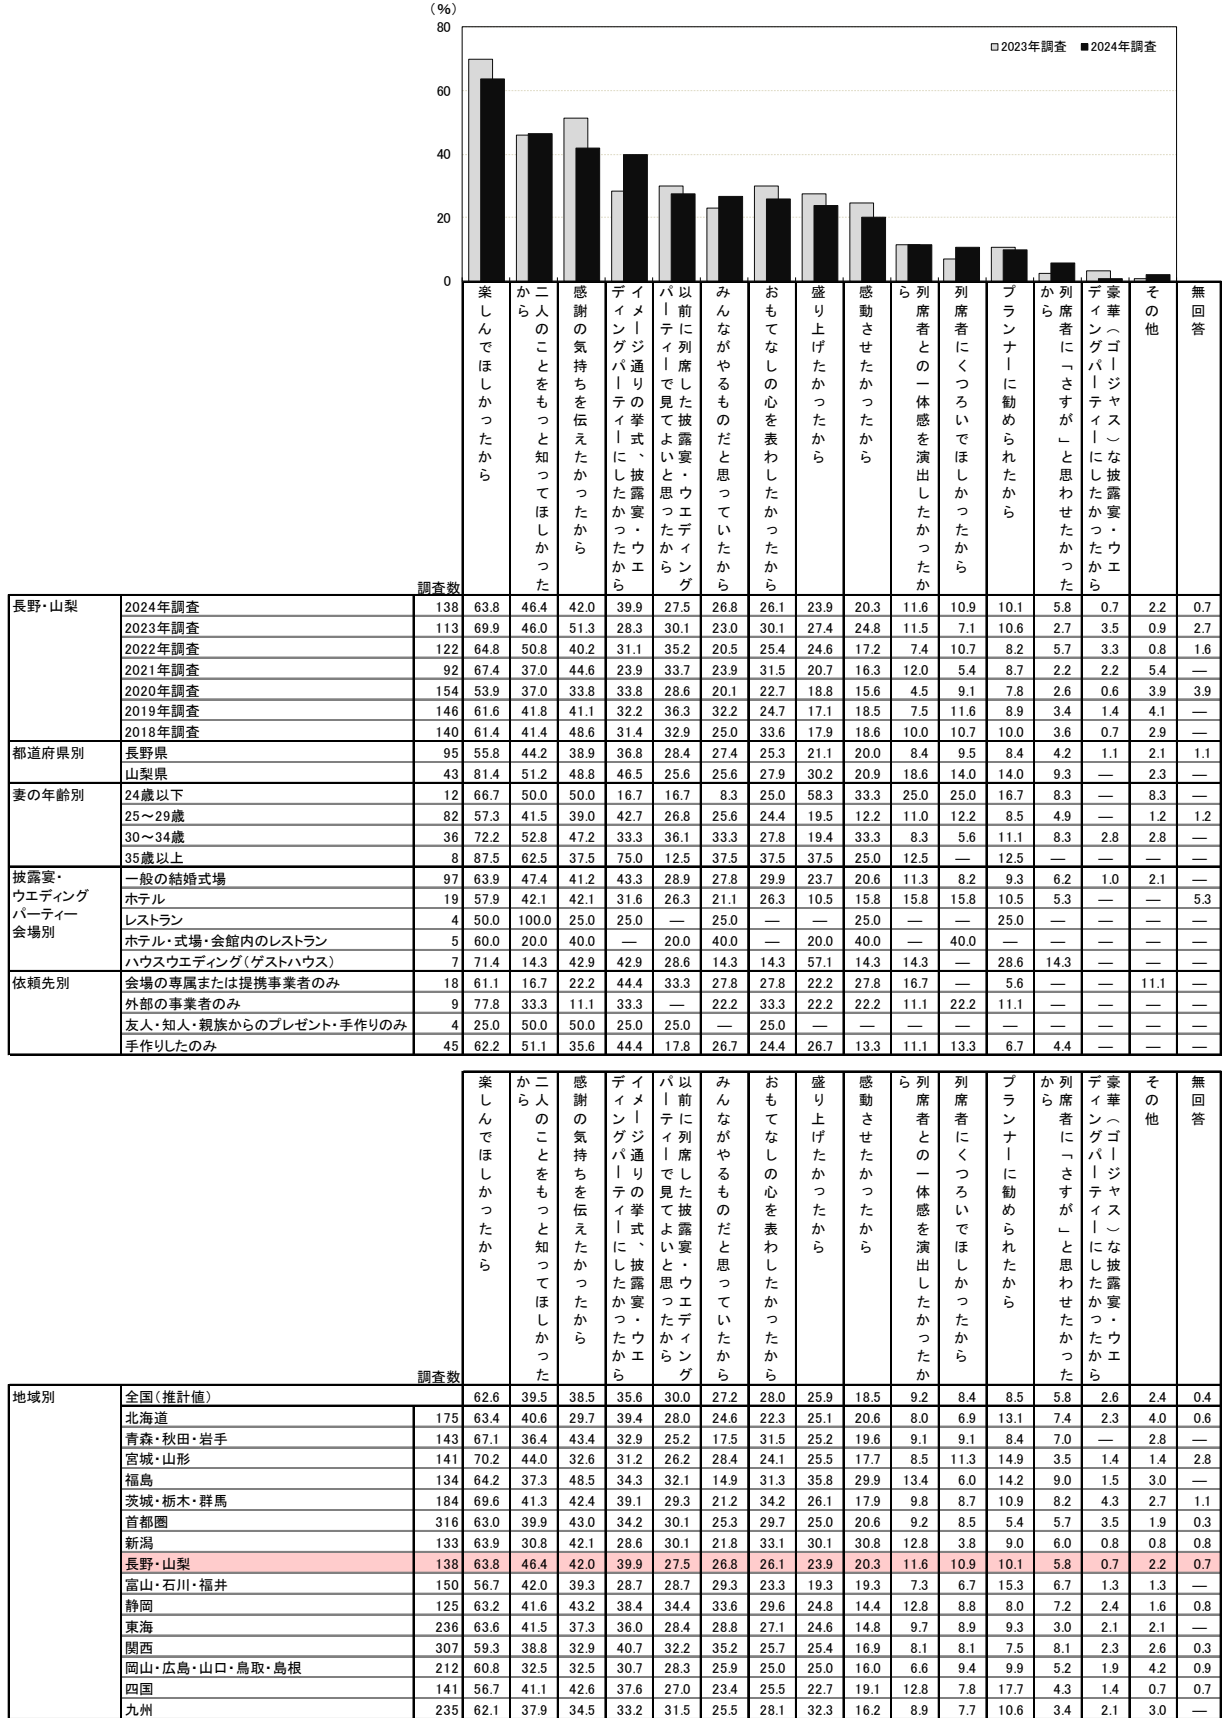 (%)
80
60
40
20
0
□2023年調査 ■2024年調査
楽しんでほしかったから
二人のことをもっと知ってほしかったから
感謝の気持ちを伝えたかったから
イメージ通りの挙式、披露宴・ウエディングパーティーにしたかったから
以前に列席した披露宴・ウエディングパーティーで見てよいと思ったから
みんながやるものだと思っていたから
おもてなしの心を表わしたかったから
盛り上げたかったから
感動させたかったから
列席者との一体感を演出したかったから
列席者にくつろいでほしかったから
プランナーに勧められたから
列席者に「さすが」と思わせたかったから
豪華(ゴージャス)な披露宴・ウエディングパーティーにしたかったから
その他
無回答
調査数
長野・山梨 2024年調査 138 63.8 46.4 42.0 39.9 27.5 26.8 26.1 23.9 20.3 11.6 10.9 10.1 5.8 0.7 2.2 0.7
2023年調査 113 69.9 46.0 51.3 28.3 30.1 23.0 30.1 27.4 24.8 11.5 7.1 10.6 2.7 3.5 0.9 2.7
2022年調査 122 64.8 50.8 40.2 31.1 35.2 20.5 25.4 24.6 17.2 7.4 10.7 8.2 5.7 3.3 0.8 1.6
2021年調査 92 67.4 37.0 44.6 23.9 33.7 23.9 31.5 20.7 16.3 12.0 5.4 8.7 2.2 2.2 5.4 ―
2020年調査 154 53.9 37.0 33.8 33.8 28.6 20.1 22.7 18.8 15.6 4.5 9.1 7.8 2.6 0.6 3.9 3.9
2019年調査 146 61.6 41.8 41.1 32.2 36.3 32.2 24.7 17.1 18.5 7.5 11.6 8.9 3.4 1.4 4.1 ―
2018年調査 140 61.4 41.4 48.6 31.4 32.9 25.0 33.6 17.9 18.6 10.0 10.7 10.0 3.6 0.7 2.9 ―
都道府県別 長野県 95 55.8 44.2 38.9 36.8 28.4 27.4 25.3 21.1 20.0 8.4 9.5 8.4 4.2 1.1 2.1 1.1
山梨県 43 81.4 51.2 48.8 46.5 25.6 25.6 27.9 30.2 20.9 18.6 14.0 14.0 9.3 ― 2.3 ―
妻の年齢別 24歳以下 12 66.7 50.0 50.0 16.7 16.7 8.3 25.0 58.3 33.3 25.0 25.0 16.7 8.3 ― 8.3 ―
25~29歳 82 57.3 41.5 39.0 42.7 26.8 25.6 24.4 19.5 12.2 11.0 12.2 8.5 4.9 ― 1.2 1.2
30~34歳 36 72.2 52.8 47.2 33.3 36.1 33.3 27.8 19.4 33.3 8.3 5.6 11.1 8.3 2.8 2.8 ―
35歳以上 8 87.5 62.5 37.5 75.0 12.5 37.5 37.5 37.5 25.0 12.5 ― 12.5 ― ― ― ―
披露宴・
ウエディング
パーティー
会場別
一般の結婚式場 97 63.9 47.4 41.2 43.3 28.9 27.8 29.9 23.7 20.6 11.3 8.2 9.3 6.2 1.0 2.1 ―
ホテル 19 57.9 42.1 42.1 31.6 26.3 21.1 26.3 10.5 15.8 15.8 15.8 10.5 5.3 ― ― 5.3
レストラン 4 50.0 100.0 25.0 25.0 ― 25.0 ― ― 25.0 ― ― 25.0 ― ― ― ―
ホテル・式場・会館内のレストラン 5 60.0 20.0 40.0 ― 20.0 40.0 ― 20.0 40.0 ― 40.0 ― ― ― ― ―
ハウスウエディング(ゲストハウス) 7 71.4 14.3 42.9 42.9 28.6 14.3 14.3 57.1 14.3 14.3 ― 28.6 14.3 ― ― ―
依頼先別 会場の専属または提携事業者のみ 18 61.1 16.7 22.2 44.4 33.3 27.8 27.8 22.2 27.8 16.7 ― 5.6 ― ― 11.1 ―
外部の事業者のみ 9 77.8 33.3 11.1 33.3 ― 22.2 33.3 22.2 22.2 11.1 22.2 11.1 ― ― ― ―
友人・知人・親族からのプレゼント・手作りのみ 4 25.0 50.0 50.0 25.0 25.0 ― 25.0 ― ― ― ― ― ― ― ― ―
手作りしたのみ 45 62.2 51.1 35.6 44.4 17.8 26.7 24.4 26.7 13.3 11.1 13.3 6.7 4.4 ― ― ―
楽しんでほしかったから
二人のことをもっと知ってほしかったから
感謝の気持ちを伝えたかったから
イメージ通りの挙式、披露宴・ウエディングパーティーにしたかったから
以前に列席した披露宴・ウエディングパーティーで見てよいと思ったから
みんながやるものだと思っていたから
おもてなしの心を表わしたかったから
盛り上げたかったから
感動させたかったから
列席者との一体感を演出したかったから
列席者にくつろいでほしかったから
プランナーに勧められたから
列席者に「さすが」と思わせたかったから
豪華(ゴージャス)な披露宴・ウエディングパーティーにしたかったから
その他
無回答
調査数
地域別 全国(推計値) 62.6 39.5 38.5 35.6 30.0 27.2 28.0 25.9 18.5 9.2 8.4 8.5 5.8 2.6 2.4 0.4
北海道 175 63.4 40.6 29.7 39.4 28.0 24.6 22.3 25.1 20.6 8.0 6.9 13.1 7.4 2.3 4.0 0.6
青森・秋田・岩手 143 67.1 36.4 43.4 32.9 25.2 17.5 31.5 25.2 19.6 9.1 9.1 8.4 7.0 ― 2.8 ―
宮城・山形 141 70.2 44.0 32.6 31.2 26.2 28.4 24.1 25.5 17.7 8.5 11.3 14.9 3.5 1.4 1.4 2.8
福島 134 64.2 37.3 48.5 34.3 32.1 14.9 31.3 35.8 29.9 13.4 6.0 14.2 9.0 1.5 3.0 ―
茨城・栃木・群馬 184 69.6 41.3 42.4 39.1 29.3 21.2 34.2 26.1 17.9 9.8 8.7 10.9 8.2 4.3 2.7 1.1
首都圏 316 63.0 39.9 43.0 34.2 30.1 25.3 29.7 25.0 20.6 9.2 8.5 5.4 5.7 3.5 1.9 0.3
新潟 133 63.9 30.8 42.1 28.6 30.1 21.8 33.1 30.1 30.8 12.8 3.8 9.0 6.0 0.8 0.8 0.8
長野・山梨 138 63.8 46.4 42.0 39.9 27.5 26.8 26.1 23.9 20.3 11.6 10.9 10.1 5.8 0.7 2.2 0.7
富山・石川・福井 150 56.7 42.0 39.3 28.7 28.7 29.3 23.3 19.3 19.3 7.3 6.7 15.3 6.7 1.3 1.3 ―
静岡 125 63.2 41.6 43.2 38.4 34.4 33.6 29.6 24.8 14.4 12.8 8.8 8.0 7.2 2.4 1.6 0.8
東海 236 63.6 41.5 37.3 36.0 28.4 28.8 27.1 24.6 14.8 9.7 8.9 9.3 3.0 2.1 2.1 ―
関西 307 59.3 38.8 32.9 40.7 32.2 35.2 25.7 25.4 16.9 8.1 8.1 7.5 8.1 2.3 2.6 0.3
岡山・広島・山口・鳥取・島根 212 60.8 32.5 32.5 30.7 28.3 25.9 25.0 25.0 16.0 6.6 9.4 9.9 5.2 1.9 4.2 0.9
四国 141 56.7 41.1 42.6 37.6 27.0 23.4 25.5 22.7 19.1 12.8 7.8 17.7 4.3 1.4 0.7 0.7
九州 235 62.1 37.9 34.5 33.2 31.5 25.5 28.1 32.3 16.2 8.9 7.7 10.6 3.4 2.1 3.0 ―